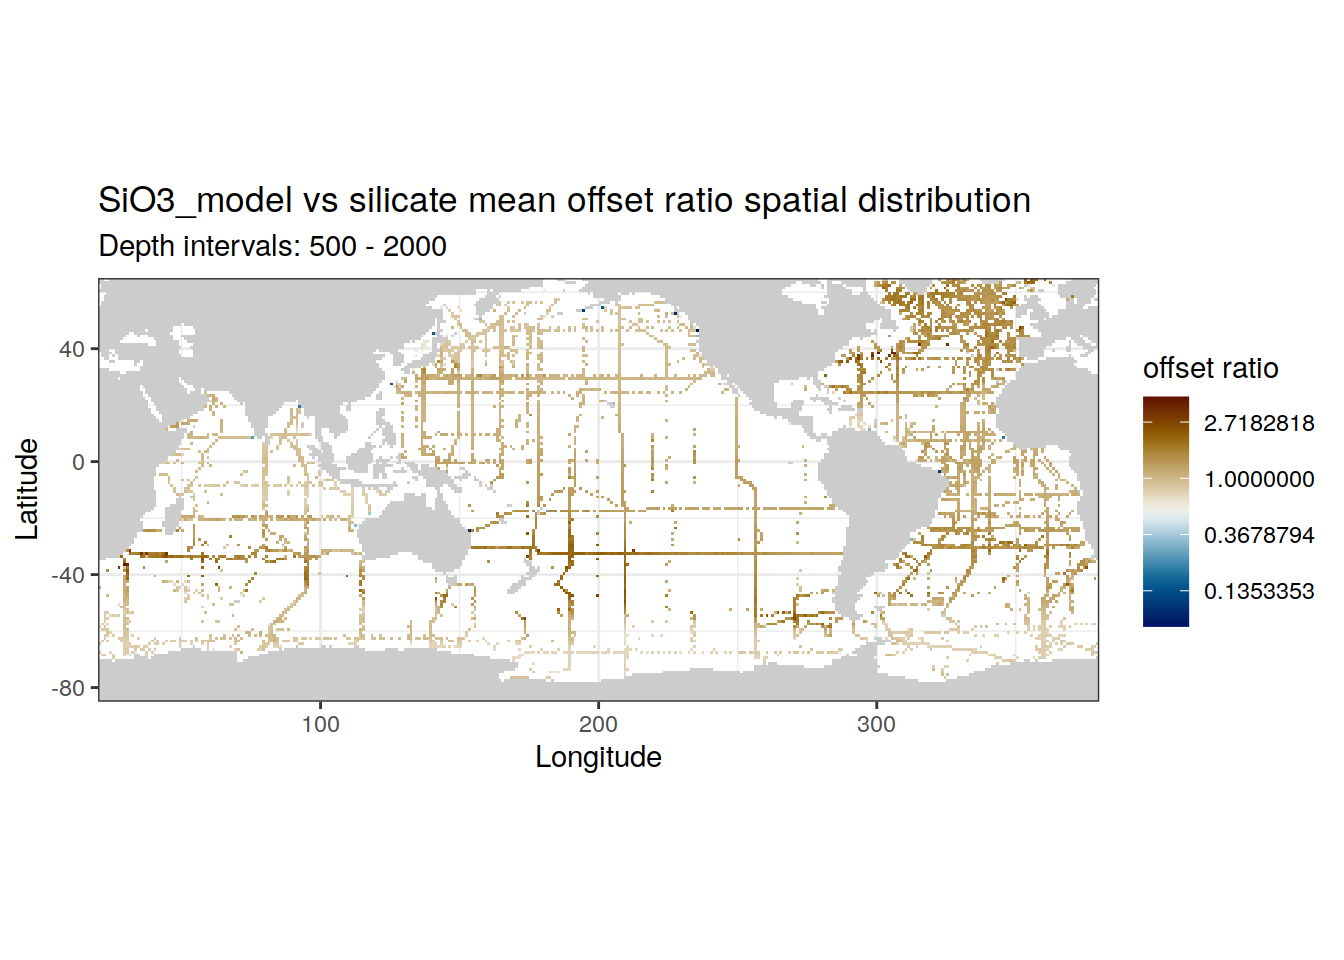 SiO3_model vs silicate mean offset ratio spatial distribution
Depth intervals: 500 - 2000
offset ratio
2.7182818
1.0000000
0.3678794
0.1353353
Latitude
40
0
-40
-80
100
200
300
Longitude